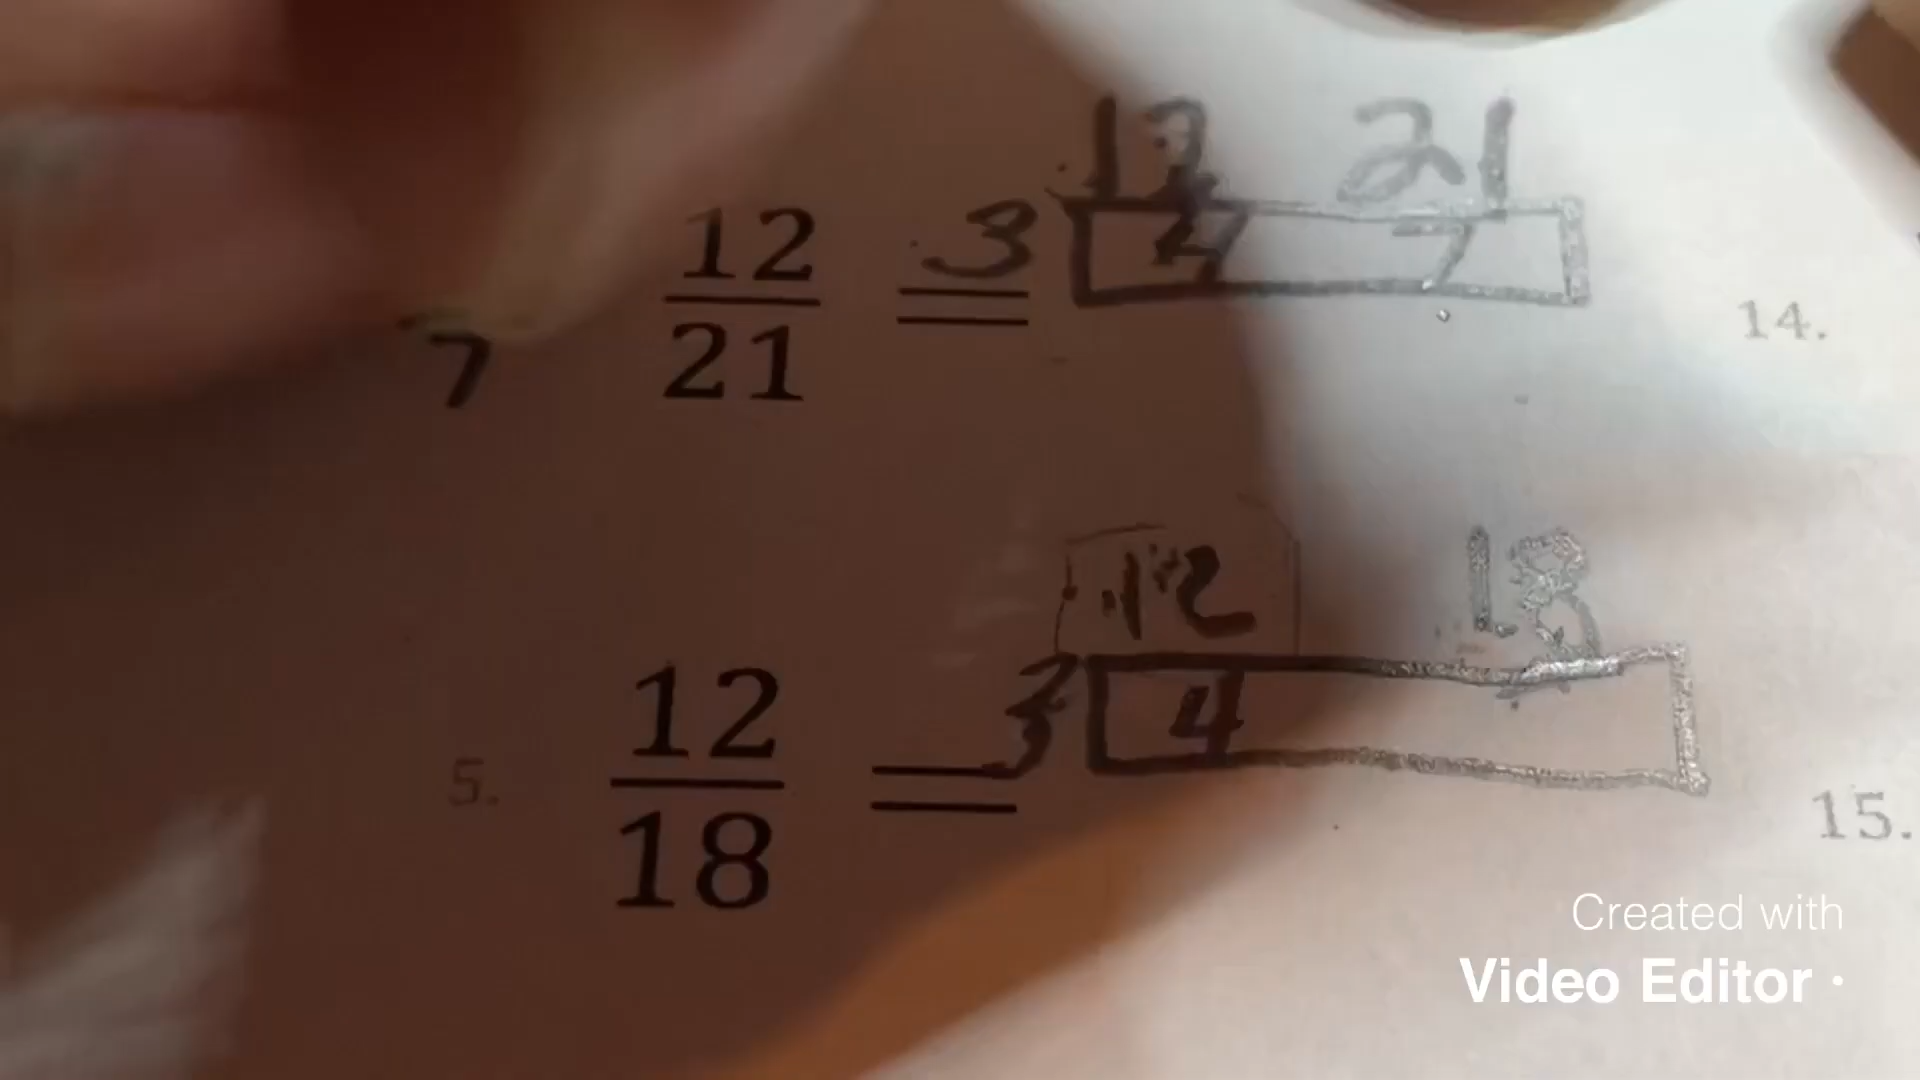 12 21
12 = 3 4 7
7 21 14.
12 18
12 = 3 4
5. 18 15.
Created with
Video Editor ·